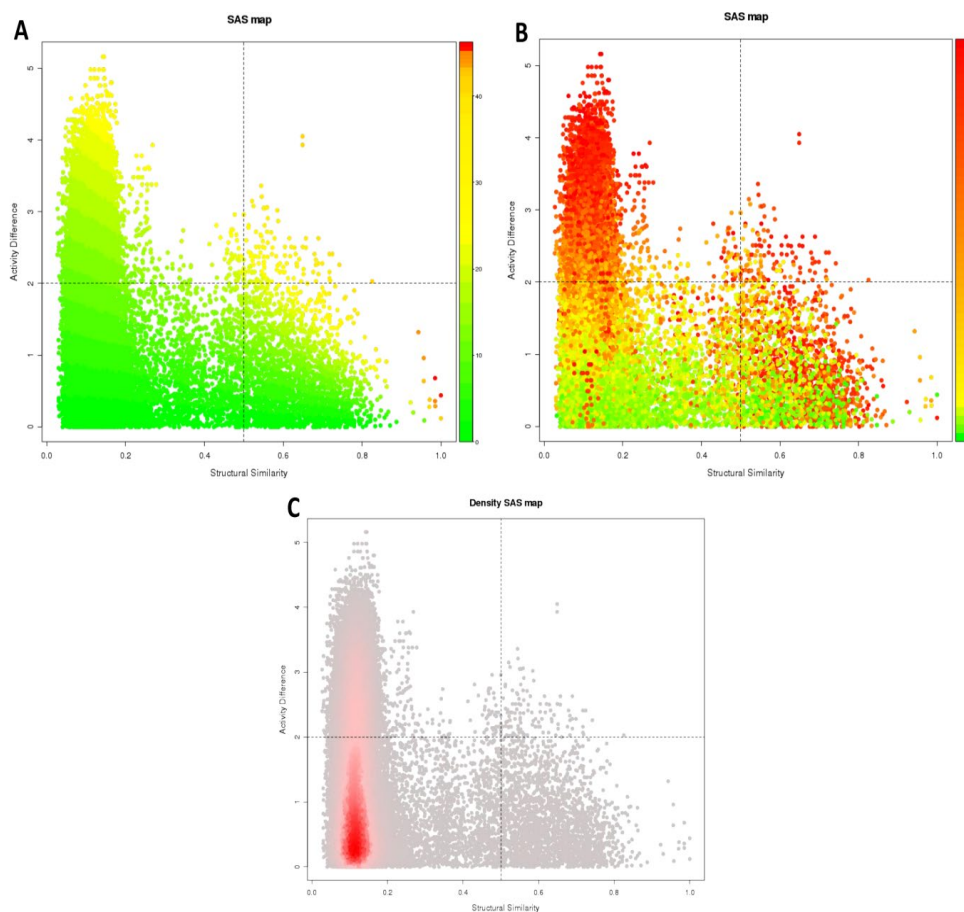 A
SAS map
Activity Difference
5
4
3
2
1
0
0.0 0.2 0.4 0.6 0.8 1.0
Structural Similarity
40
30
20
10
0
B
SAS map
Activity Difference
5
4
3
2
1
0
0.0 0.2 0.4 0.6 0.8 1.0
Structural Similarity
C
Density SAS map
Activity Difference
5
4
3
2
1
0
0.0 0.2 0.4 0.6 0.8 1.0
Structural Similarity